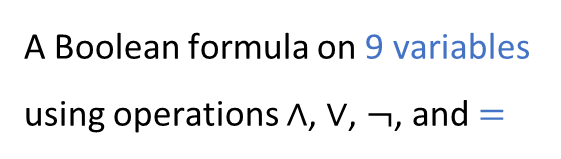 A Boolean formula on 9 variables
using operations ∧, ∨, ¬, and =